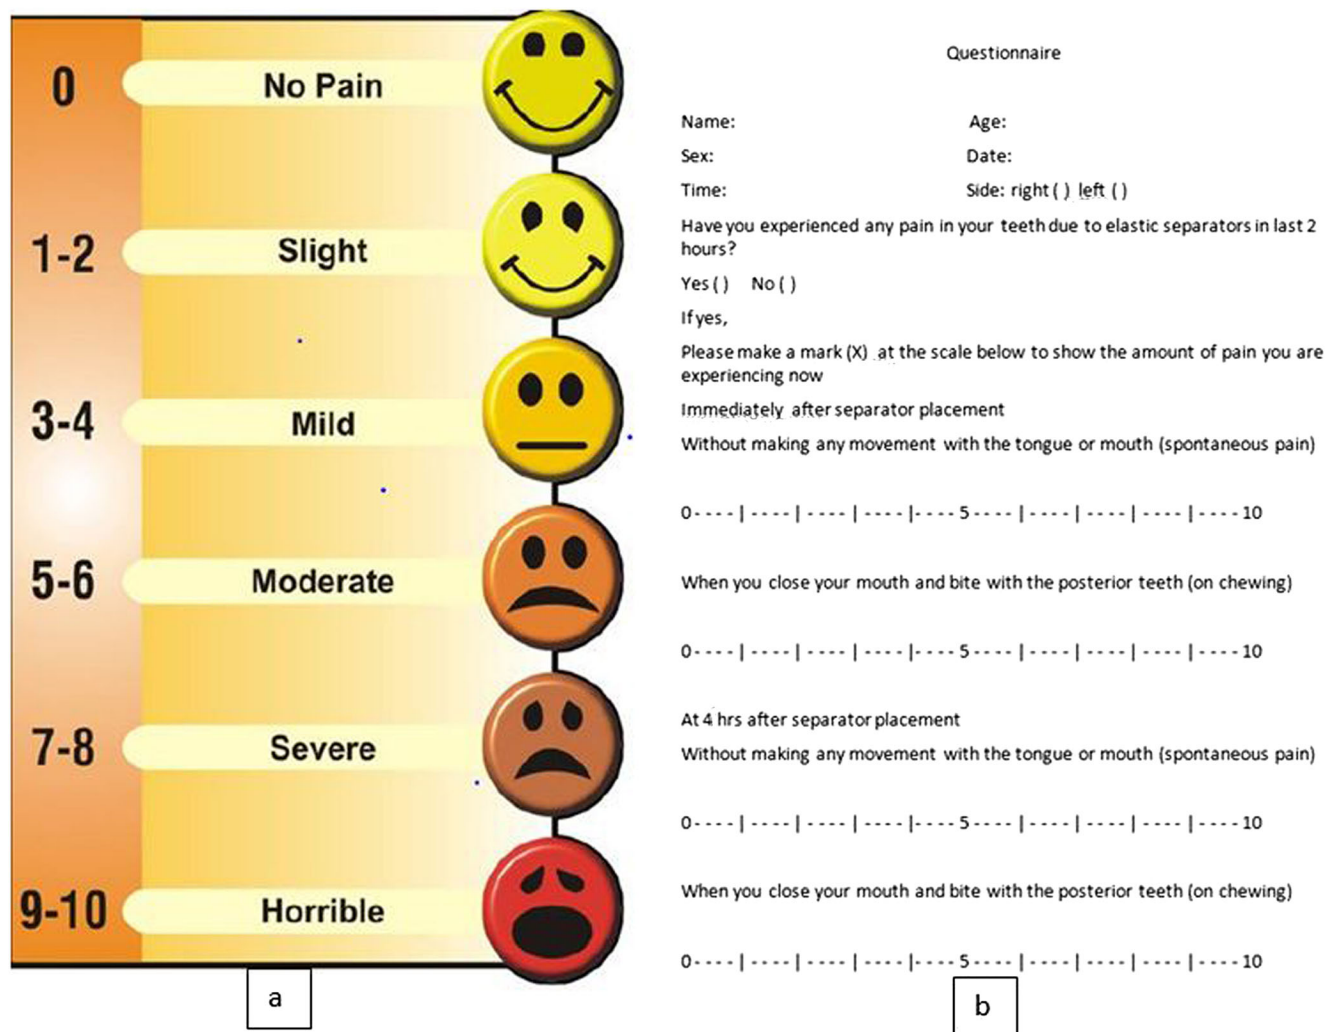 0 No Pain
1-2 Slight
3-4 Mild
5-6 Moderate
7-8 Severe
9-10 Horrible
a
Questionnaire
Name: Age:
Sex: Date:
Time: Side: right ( ) left ( )
Have you experienced any pain in your teeth due to elastic separators in last 2
hours?
Yes ( ) No ( )
If yes,
Please make a mark (X) at the scale below to show the amount of pain you are
experiencing now
Immediately after separator placement
Without making any movement with the tongue or mouth (spontaneous pain)
0 - - - - | - - - - | - - - - | - - - - | - - - - 5 - - - - | - - - - | - - - - | - - - - | - - - - 10
When you close your mouth and bite with the posterior teeth (on chewing)
0 - - - - | - - - - | - - - - | - - - - | - - - - 5 - - - - | - - - - | - - - - | - - - - | - - - - 10
At 4 hrs after separator placement
Without making any movement with the tongue or mouth (spontaneous pain)
0 - - - - | - - - - | - - - - | - - - - | - - - - 5 - - - - | - - - - | - - - - | - - - - | - - - - 10
When you close your mouth and bite with the posterior teeth (on chewing)
0 - - - - | - - - - | - - - - | - - - - | - - - - 5 - - - - | - - - - | - - - - | - - - - | - - - - 10
b